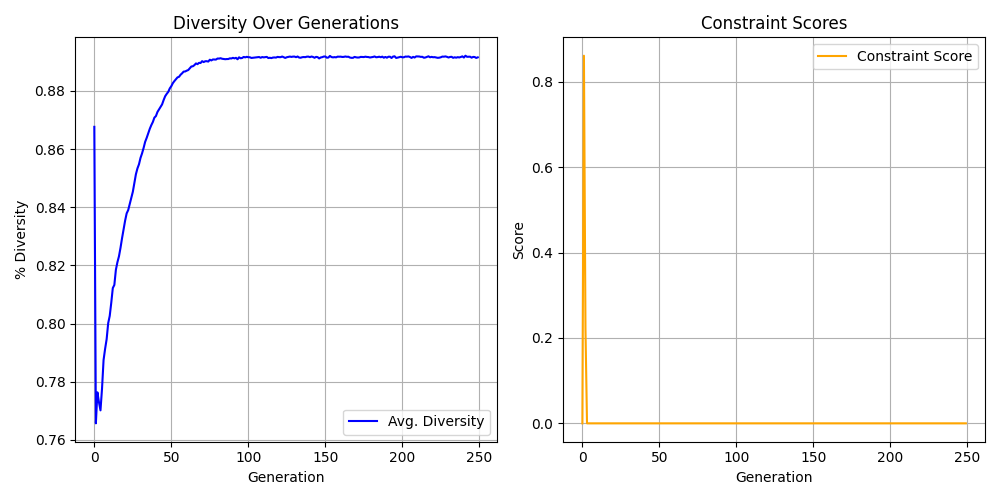 Diversity Over Generations
% Diversity
0.88
0.86
0.84
0.82
0.80
0.78
0.76
0 50 100 150 200 250
Generation
Avg. Diversity
Constraint Scores
Score
0.8
0.6
0.4
0.2
0.0
0 50 100 150 200 250
Generation
Constraint Score